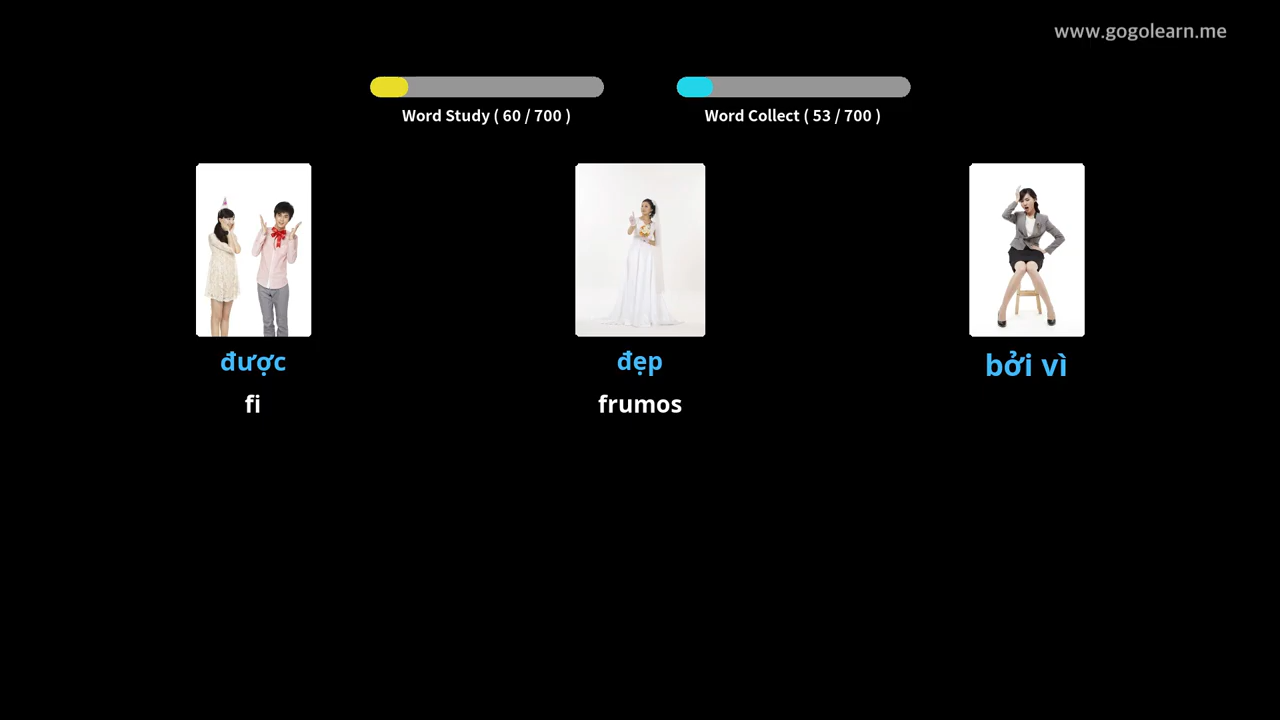 www.gogolearn.me
Word Study ( 60 / 700 )
Word Collect ( 53 / 700 )
được
đẹp
bởi vì
fi
frumos